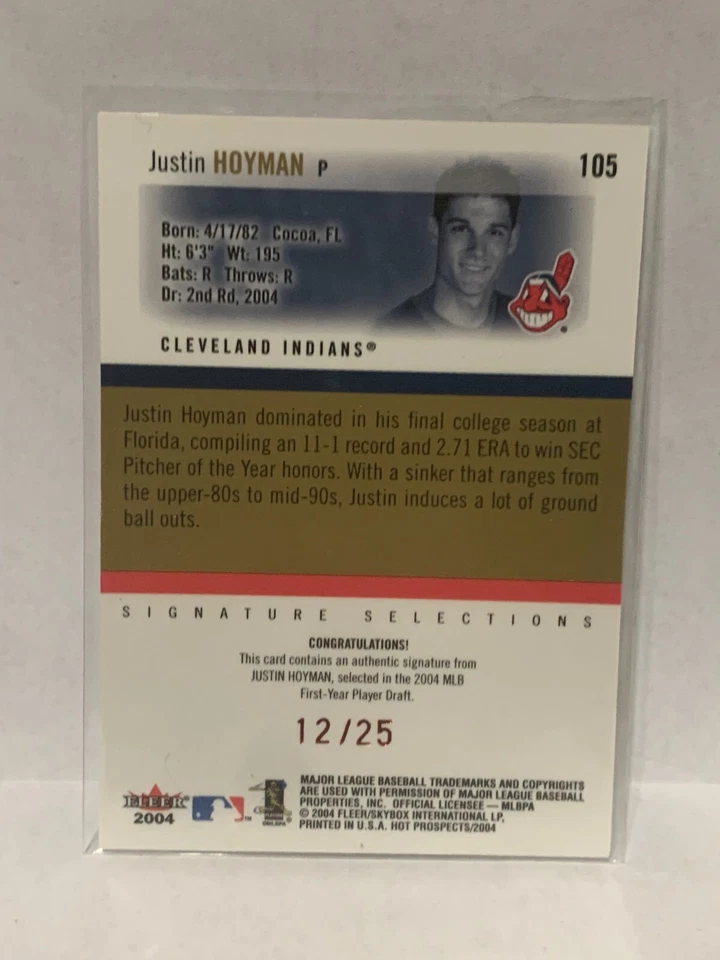 Justin HOYMAN P 105
Born: 4/17/82 Cocoa, FL
Ht: 6'3" Wt: 195
Bats: R Throws: R
Dr: 2nd Rd, 2004
CLEVELAND INDIANS®
Justin Hoyman dominated in his final college season at
Florida, compiling an 11-1 record and 2.71 ERA to win SEC
Pitcher of the Year honors. With a sinker that ranges from
the upper-80s to mid-90s, Justin induces a lot of ground
ball outs.
SIGNATURE SELECTIONS
CONGRATULATIONS!
This card contains an authentic signature from
JUSTIN HOYMAN, selected in the 2004 MLB
First-Year Player Draft.
12/25
FLEER
2004
MAJOR LEAGUE BASEBALL TRADEMARKS AND COPYRIGHTS
ARE USED WITH PERMISSION OF MAJOR LEAGUE BASEBALL
PROPERTIES, INC. OFFICIAL LICENSEE — MLBPA
© 2004 FLEER/SKYBOX INTERNATIONAL LP.
PRINTED IN U.S.A. HOT PROSPECTS/2004